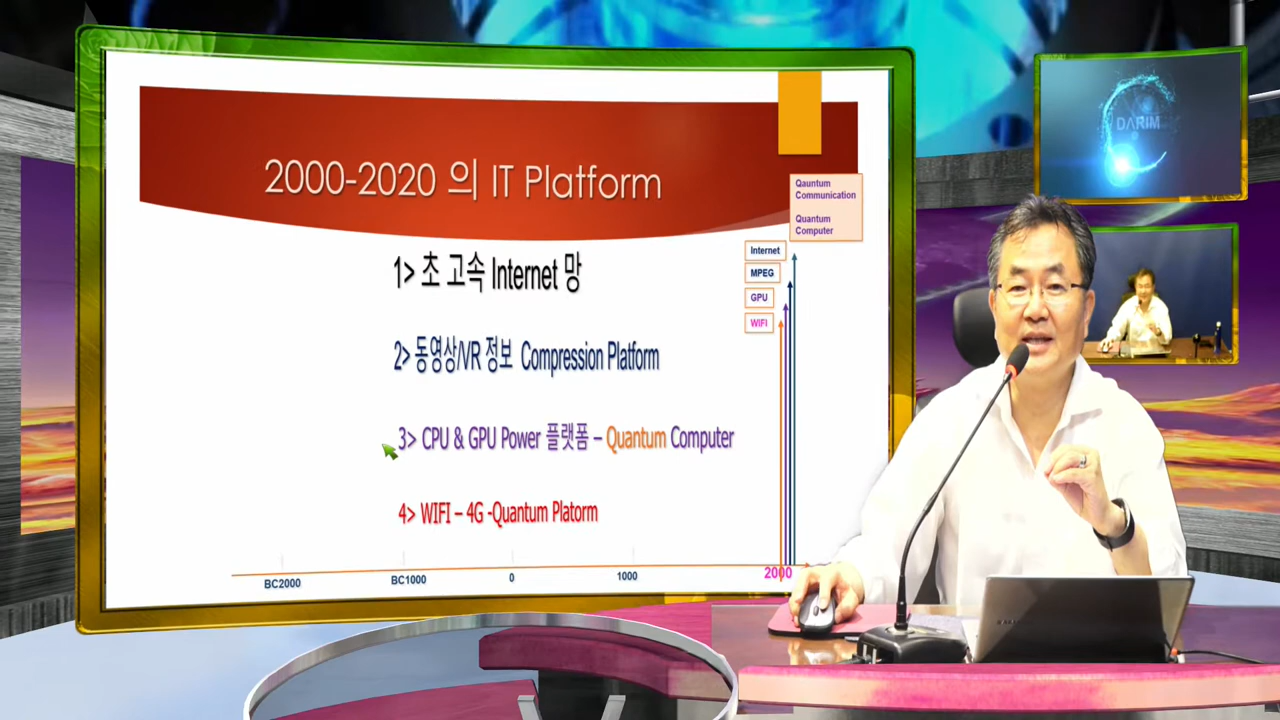 2000-2020 의 IT Platform
Qauntum
Communication
Quantum
Computer
1> 초 고속 Internet 망
2> 동영상/VR 정보 Compression Platform
3> CPU & GPU Power 플랫폼 – Quantum Computer
4> WIFI – 4G -Quantum Platorm
Internet
MPEG
GPU
WIFI
BC2000
BC1000
0
1000
2000
DARIM